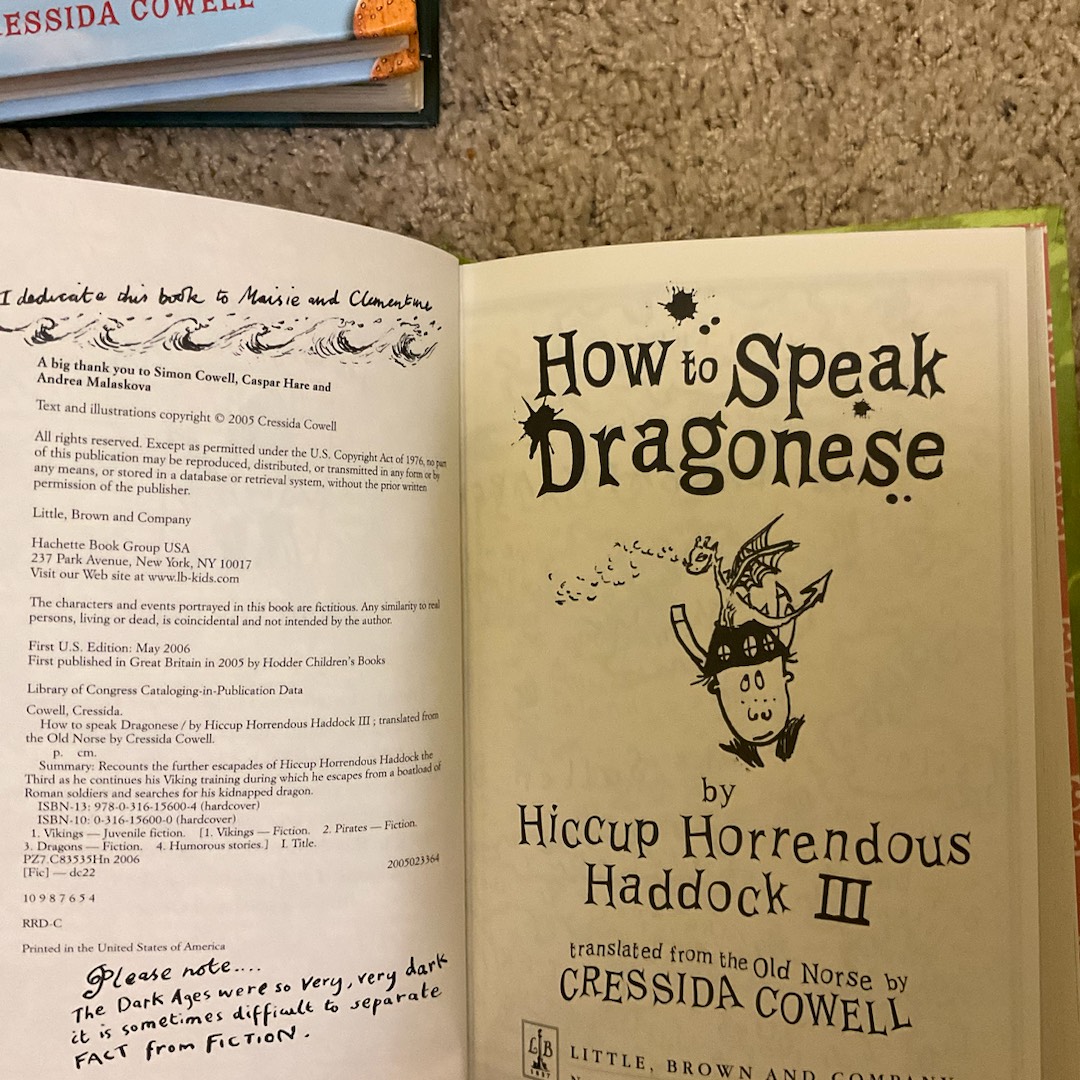 CRESSIDA COWELL
I dedicate this book to Maisie and Clementine
A big thank you to Simon Cowell, Caspar Hare and
Andrea Malaskova
Text and illustrations copyright © 2005 Cressida Cowell
All rights reserved. Except as permitted under the U.S. Copyright Act of 1976, no part
of this publication may be reproduced, distributed, or transmitted in any form or by
any means, or stored in a database or retrieval system, without the prior written
permission of the publisher.
Little, Brown and Company
Hachette Book Group USA
237 Park Avenue, New York, NY 10017
Visit our Web site at www.lb-kids.com
The characters and events portrayed in this book are fictitious. Any similarity to real
persons, living or dead, is coincidental and not intended by the author.
First U.S. Edition: May 2006
First published in Great Britain in 2005 by Hodder Children's Books
Library of Congress Cataloging-in-Publication Data
Cowell, Cressida.
How to speak Dragonese / by Hiccup Horrendous Haddock III ; translated from
the Old Norse by Cressida Cowell.
p. cm.
Summary: Recounts the further escapades of Hiccup Horrendous Haddock the
Third as he continues his Viking training during which he escapes from a boatload of
Roman soldiers and searches for his kidnapped dragon.
ISBN-13: 978-0-316-15600-4 (hardcover)
ISBN-10: 0-316-15600-0 (hardcover)
1. Vikings — Juvenile fiction. [1. Vikings — Fiction. 2. Pirates — Fiction.
3. Dragons — Fiction. 4. Humorous stories.] I. Title.
PZ7.C83535Hn 2006
[Fic] — dc22 2005023364
10 9 8 7 6 5 4
RRD-C
Printed in the United States of America
Please note....
The Dark Ages were so very, very dark
it is sometimes difficult to separate
FACT from FICTION.
How to Speak
Dragonese
by
Hiccup Horrendous
Haddock III
translated from the Old Norse by
CRESSIDA COWELL
LB
1837
LITTLE, BROWN AND COMPANY